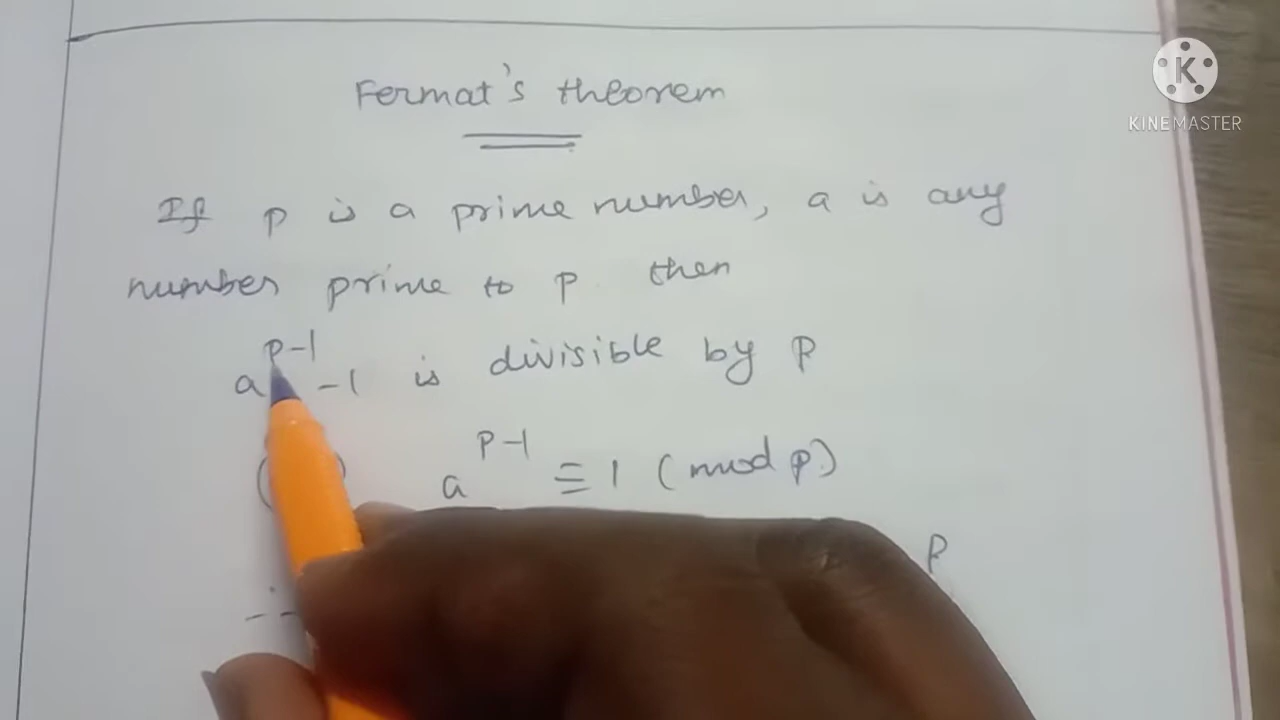 Fermat's theorem
K
KINEMASTER
If p is a prime number, a is any
number prime to p then
a^{p-1} -1 is divisible by p
( ) a^{p-1} ≡ 1 (mod p)
p